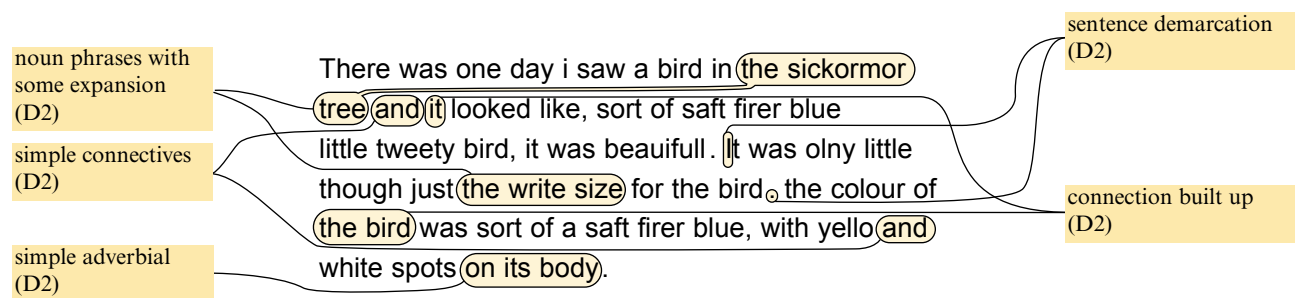 noun phrases with
some expansion
(D2)
simple connectives
(D2)
simple adverbial
(D2)
There was one day i saw a bird in the sickormor
tree and it looked like, sort of saft firer blue
little tweety bird, it was beauifull. It was olny little
though just the write size for the bird. the colour of
the bird was sort of a saft firer blue, with yello and
white spots on its body.
sentence demarcation
(D2)
connection built up
(D2)